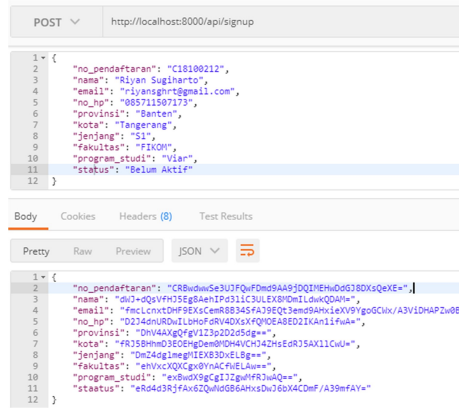 POST http://localhost:8000/api/signup
1 {
2 "no_pendaftaran": "C18100212",
3 "nama": "Riyan Sugiharto",
4 "email": "riyansghrt@gmail.com",
5 "no_hp": "085711507173",
6 "provinsi": "Banten",
7 "kota": "Tangerang",
8 "jenjang": "S1",
9 "fakultas": "FIKOM",
10 "program_studi": "Viar",
11 "status": "Belum Aktif"
12 }
Body Cookies Headers (8) Test Results
Pretty Raw Preview JSON
1 {
2 "no_pendaftaran": "CRBwdwwSe3UJFQwFDmd9AA9jDQIMEHwDdGJ8DXsQeXE=",
3 "nama": "dWJ+dQsVfHJ5Eg8AehIPd3liC3ULEX8MDmILdwkQDAM=",
4 "email": "fmcLcnxtDHF9EXsCemR8B34SfAJ9EQt3emd9AHxieXV9YgoGCWx/A3ViDHAPZw0E
5 "no_hp": "D2J4dnURDwILbHoFdRV4DXsXfQMOEA8ED2IKAn1ifwA=",
6 "provinsi": "DhV4AXgQfgV1Z3p2D2d5dg==",
7 "kota": "fRJ5BHhmD3EOEHgDem0MDH4VCHJ4ZHsEdRJ5AX1lCwU=",
8 "jenjang": "DmZ4dglmegMIEXB3DxELBg==",
9 "fakultas": "ehVxcXQXCgx0YnACfWELAw==",
10 "program_studi": "exBwdX9gCgIJZgwMfRJwAQ==",
11 "staatus": "eRd4d3RjfAx6ZQwNdGB6AHxsDwJ6bX4CDmF/A39mfAY="
12 }